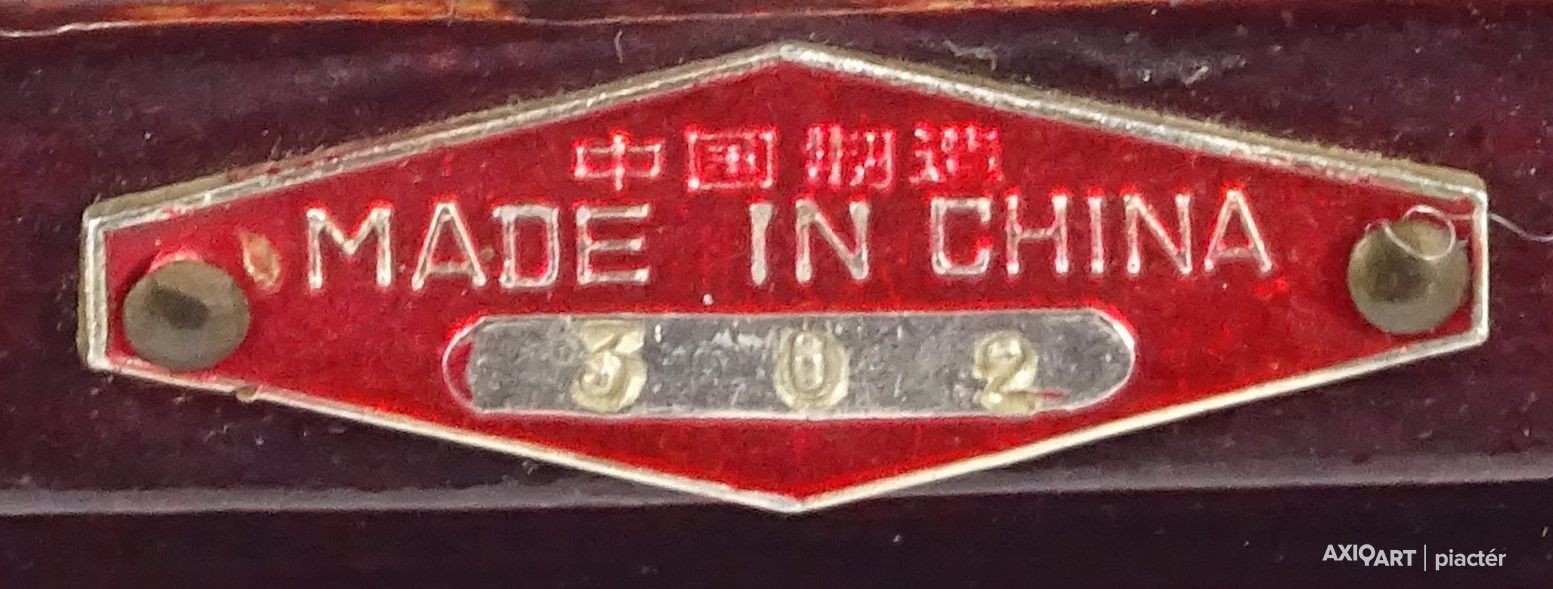 中国制造
MADE IN CHINA
302
AXIOART | piactér